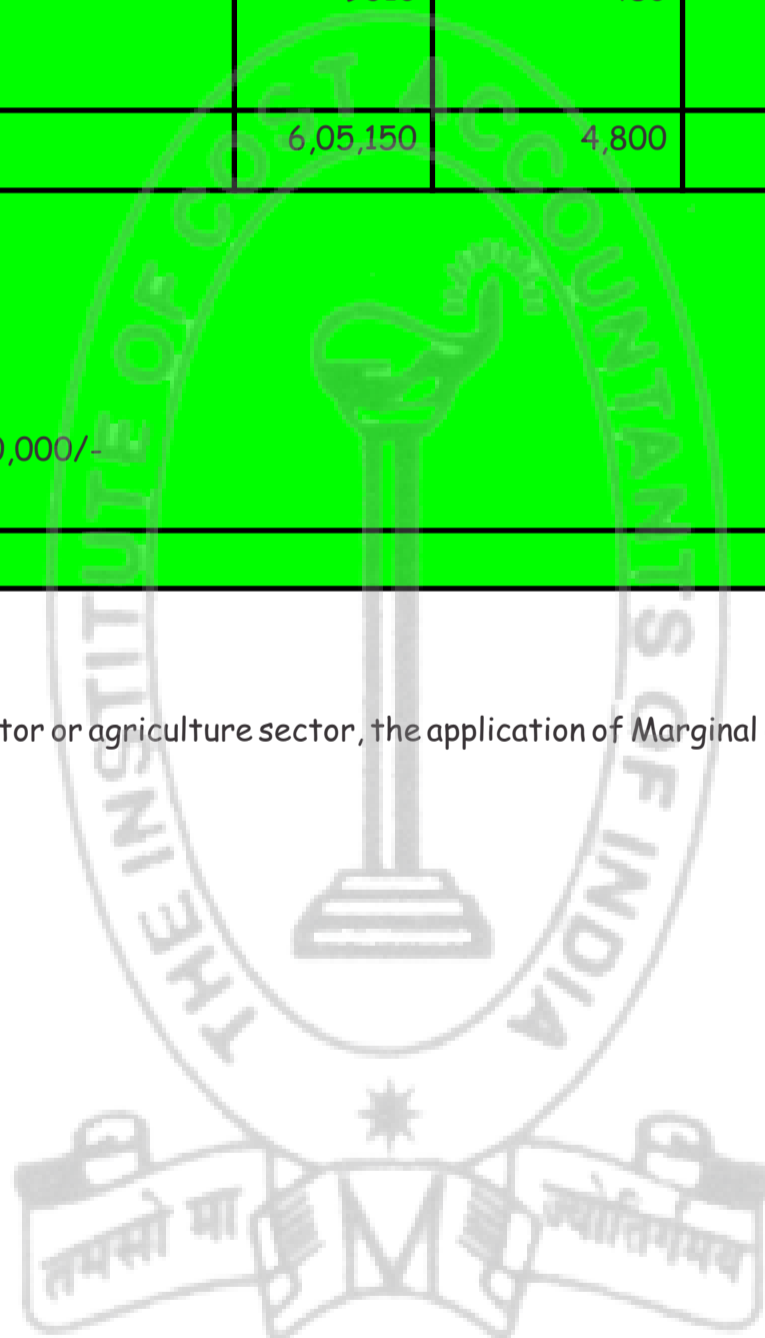 6,05,150 4,800
0,000/-
tor or agriculture sector, the application of Marginal
THE INSTITUTE OF COST ACCOUNTANTS OF INDIA
तमसो मा ज्योतिर्गमय